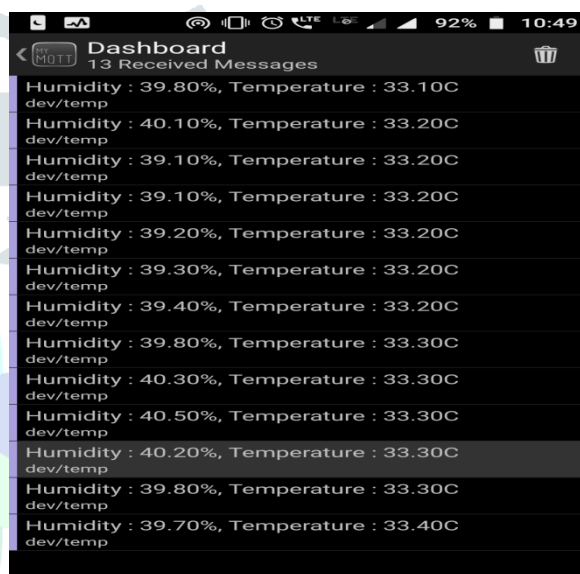 LTE LTE 92% 10:49
Dashboard
MY MQTT 13 Received Messages
Humidity : 39.80%, Temperature : 33.10C
dev/temp
Humidity : 40.10%, Temperature : 33.20C
dev/temp
Humidity : 39.10%, Temperature : 33.20C
dev/temp
Humidity : 39.10%, Temperature : 33.20C
dev/temp
Humidity : 39.20%, Temperature : 33.20C
dev/temp
Humidity : 39.30%, Temperature : 33.20C
dev/temp
Humidity : 39.40%, Temperature : 33.20C
dev/temp
Humidity : 39.80%, Temperature : 33.30C
dev/temp
Humidity : 40.30%, Temperature : 33.30C
dev/temp
Humidity : 40.50%, Temperature : 33.30C
dev/temp
Humidity : 40.20%, Temperature : 33.30C
dev/temp
Humidity : 39.80%, Temperature : 33.30C
dev/temp
Humidity : 39.70%, Temperature : 33.40C
dev/temp